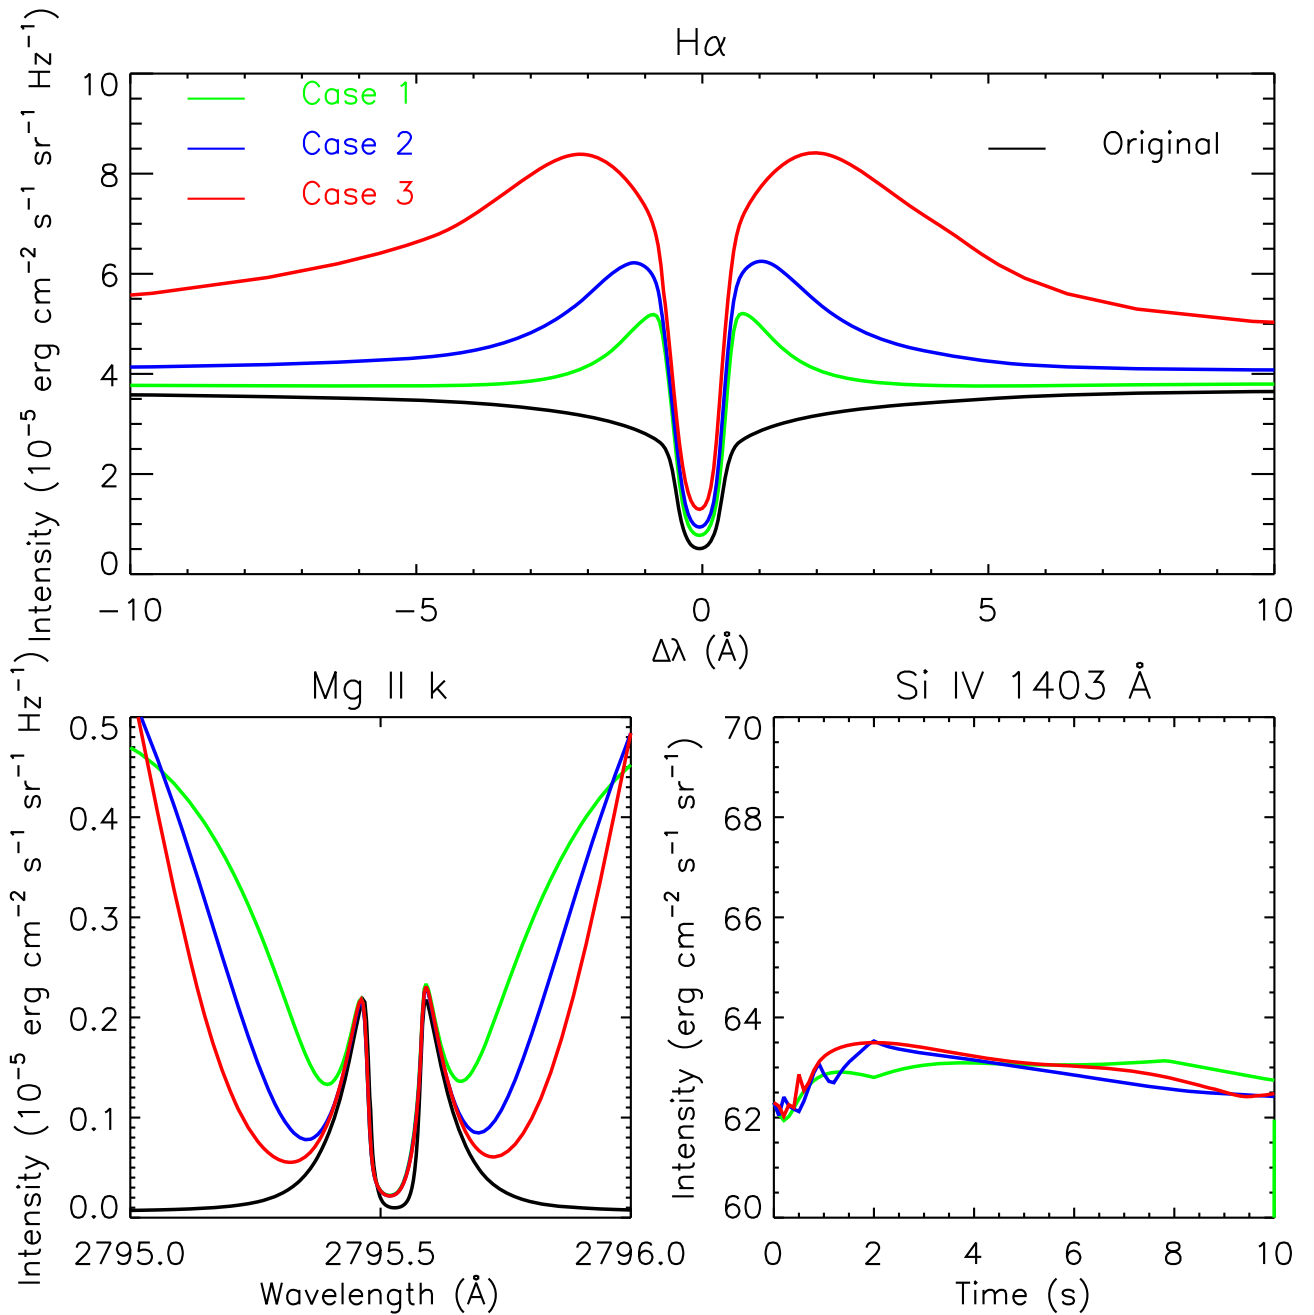 Hα
Intensity (10⁻⁵ erg cm⁻² s⁻¹ sr⁻¹ Hz⁻¹)
10
8
6
4
2
0
Case 1
Case 2
Case 3
Original
−10
−5
0
5
10
Δλ (Å)
Mg II k
Intensity (10⁻⁵ erg cm⁻² s⁻¹ sr⁻¹ Hz⁻¹)
0.5
0.4
0.3
0.2
0.1
0.0
2795.0
2795.5
2796.0
Wavelength (Å)
Si IV 1403 Å
Intensity (erg cm⁻² s⁻¹ sr⁻¹)
70
68
66
64
62
60
0
2
4
6
8
10
Time (s)